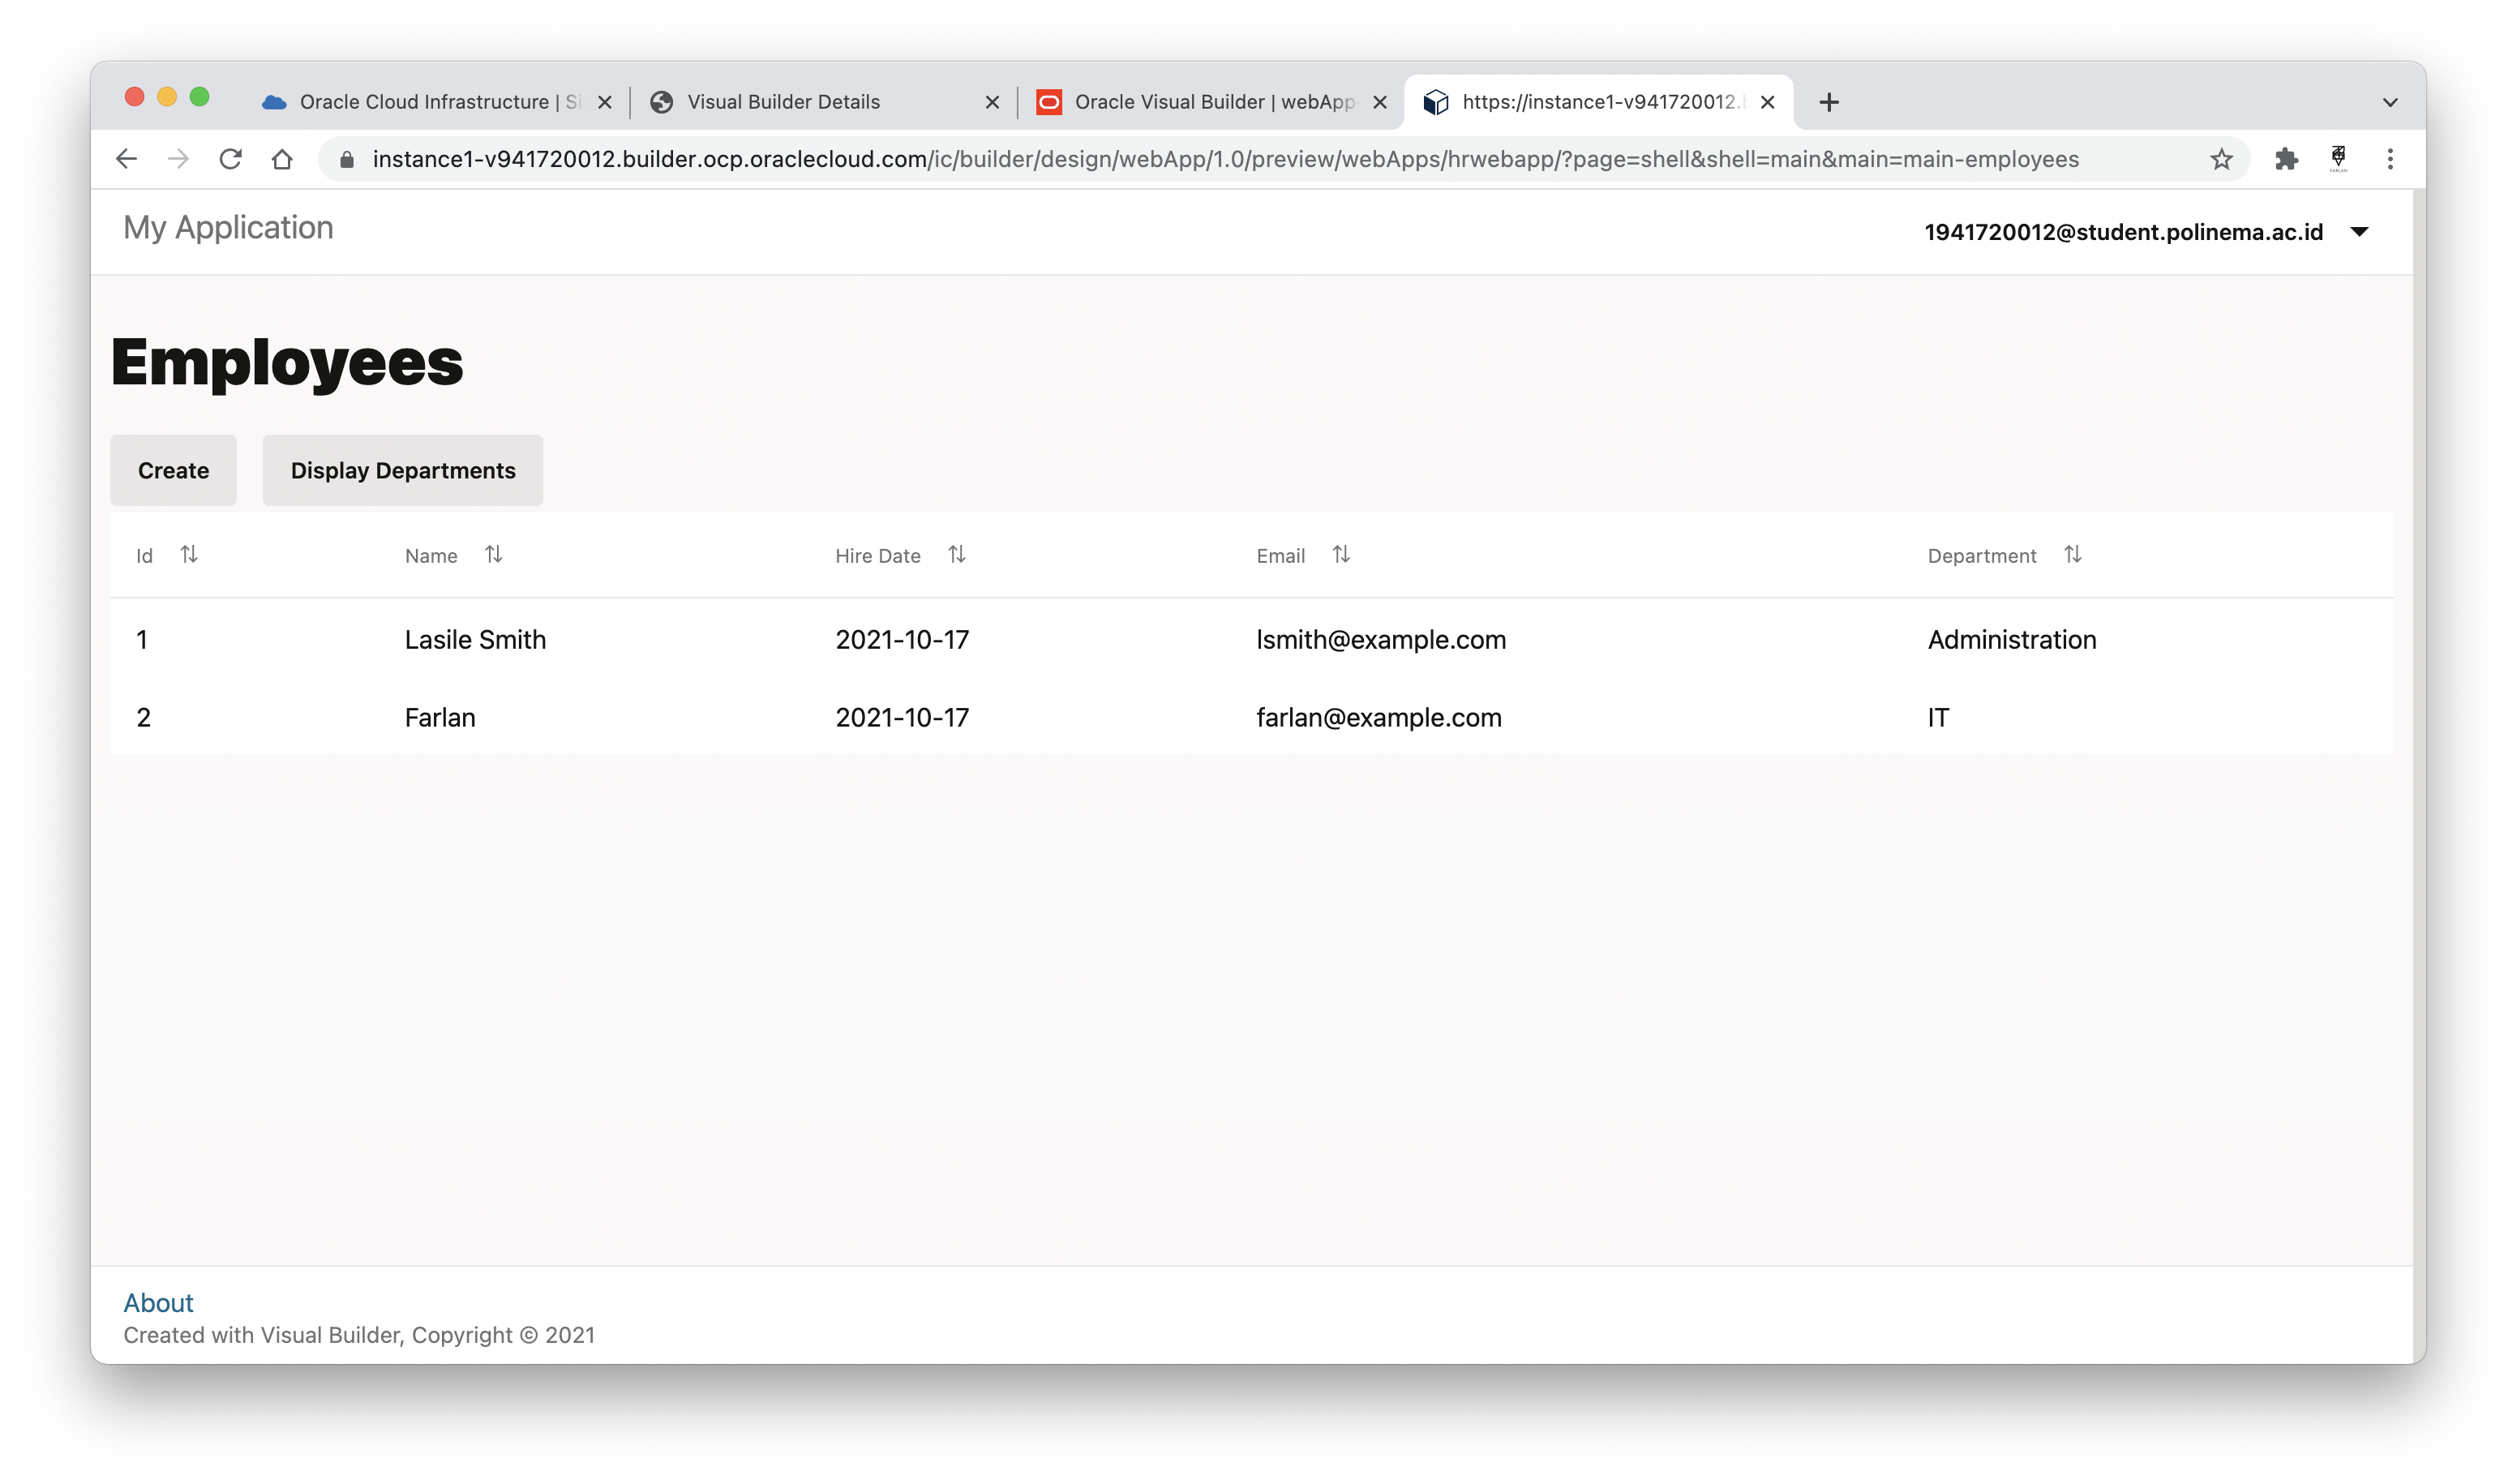 Oracle Cloud Infrastructure | Si
Visual Builder Details
Oracle Visual Builder | webApp
https://instance1-v941720012.
instance1-v941720012.builder.ocp.oraclecloud.com/ic/builder/design/webApp/1.0/preview/webApps/hrwebapp/?page=shell&shell=main&main=main-employees
My Application
1941720012@student.polinema.ac.id
Employees
Create
Display Departments
Id Name Hire Date Email Department
1 Lasile Smith 2021-10-17 lsmith@example.com Administration
2 Farlan 2021-10-17 farlan@example.com IT
About
Created with Visual Builder, Copyright © 2021